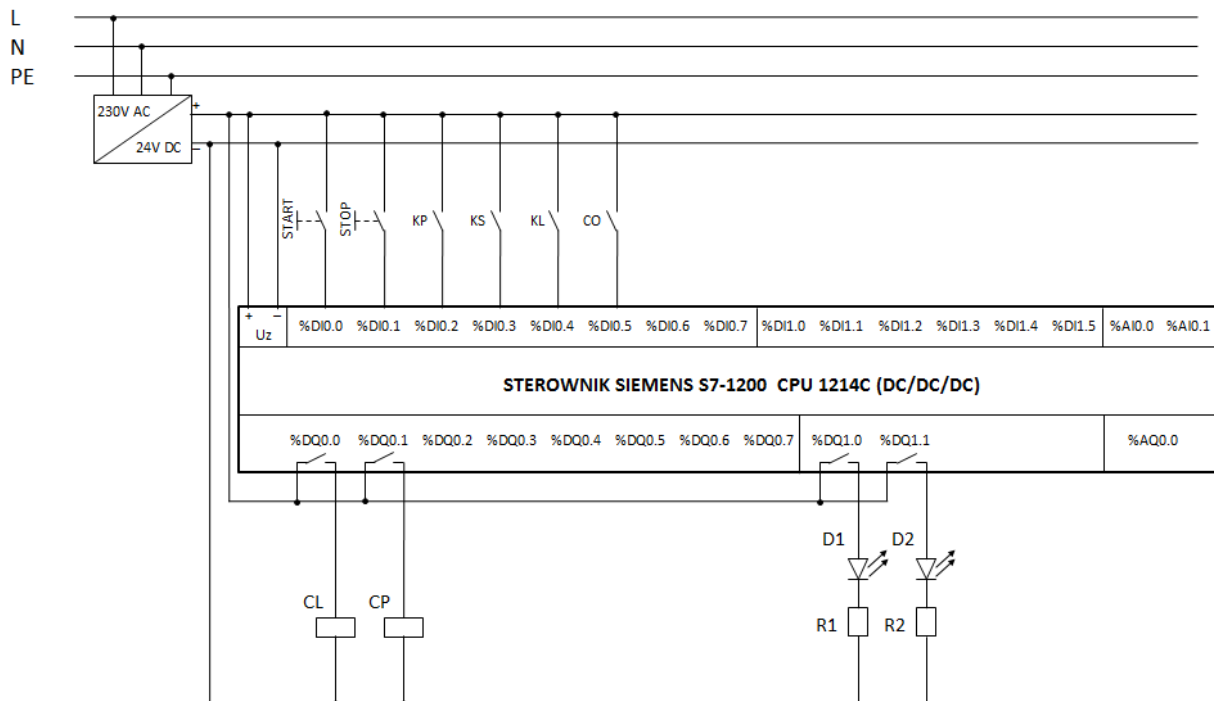 L
N
PE
230V AC
+
24V DC
−
START
STOP
KP
KS
KL
CO
+ −
Uz
%DI0.0 %DI0.1 %DI0.2 %DI0.3 %DI0.4 %DI0.5 %DI0.6 %DI0.7 %DI1.0 %DI1.1 %DI1.2 %DI1.3 %DI1.4 %DI1.5 %AI0.0 %AI0.1
STEROWNIK SIEMENS S7-1200 CPU 1214C (DC/DC/DC)
%DQ0.0 %DQ0.1 %DQ0.2 %DQ0.3 %DQ0.4 %DQ0.5 %DQ0.6 %DQ0.7 %DQ1.0 %DQ1.1 %AQ0.0
D1 D2
CL CP
R1 R2